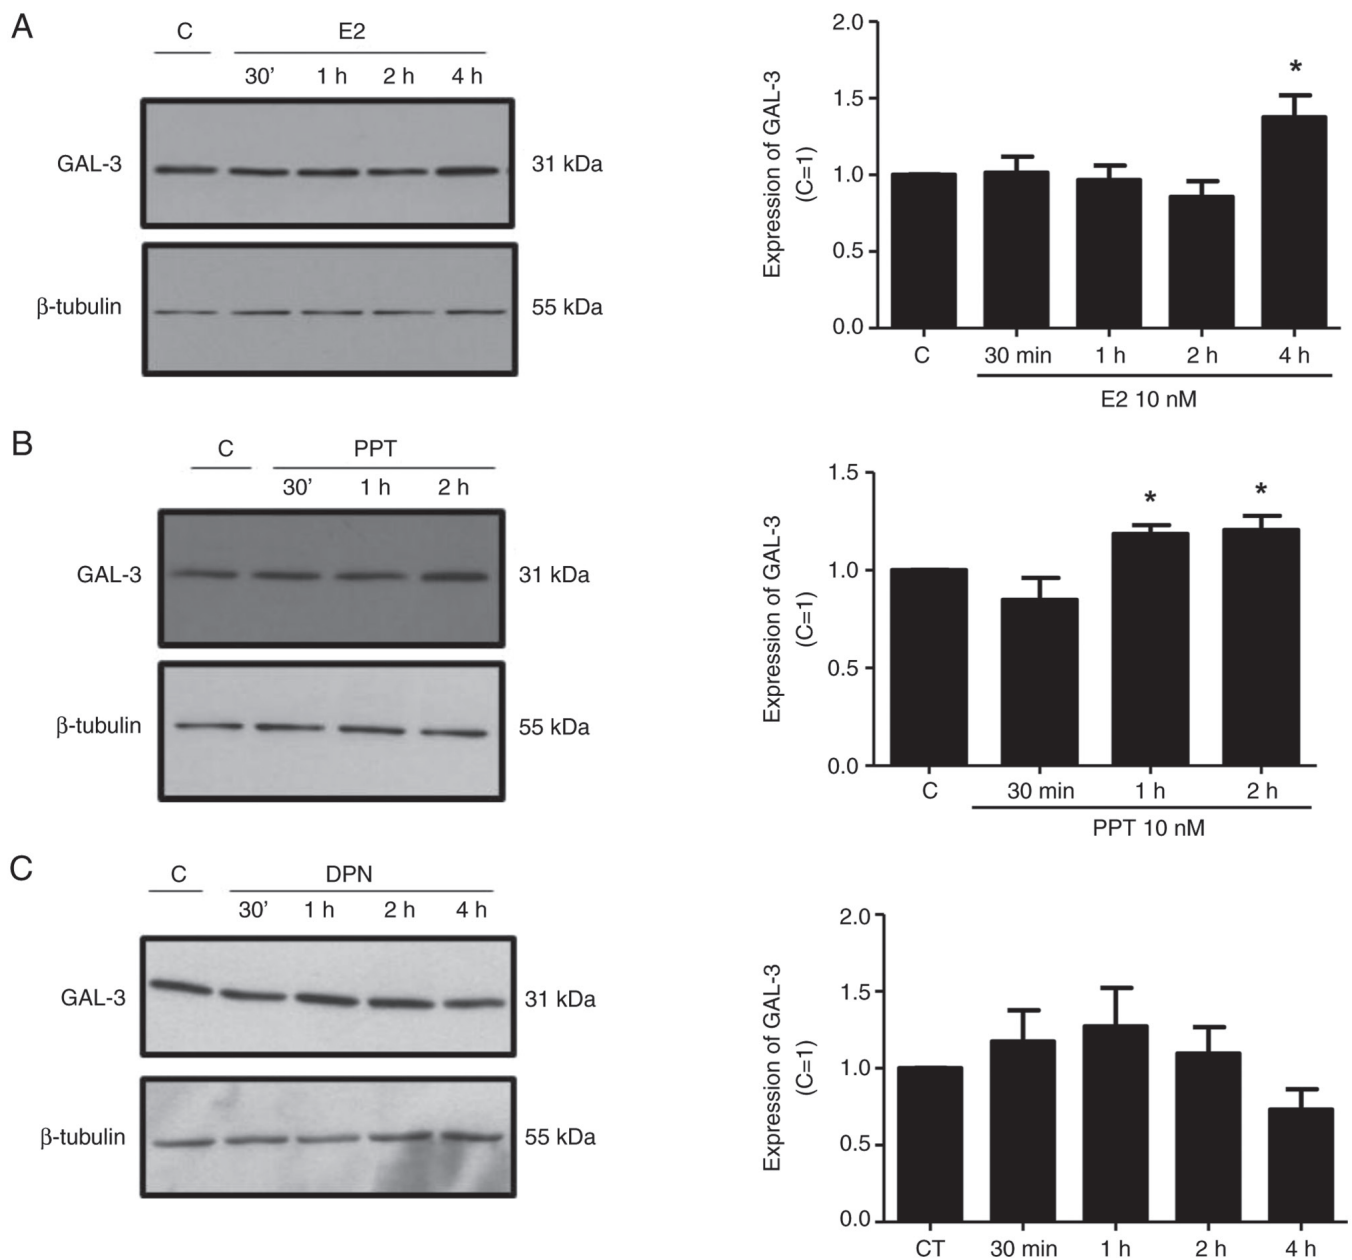 A
C E2
30’ 1 h 2 h 4 h
GAL-3 31 kDa
β-tubulin 55 kDa
Expression of GAL-3
(C=1)
2.0
*
1.5
1.0
0.5
0.0
C 30 min 1 h 2 h 4 h
E2 10 nM
B
C PPT
30’ 1 h 2 h
GAL-3 31 kDa
β-tubulin 55 kDa
Expression of GAL-3
(C=1)
1.5
* *
1.0
0.5
0.0
C 30 min 1 h 2 h
PPT 10 nM
C
C DPN
30’ 1 h 2 h 4 h
GAL-3 31 kDa
β-tubulin 55 kDa
Expression of GAL-3
(C=1)
2.0
1.5
1.0
0.5
0.0
CT 30 min 1 h 2 h 4 h